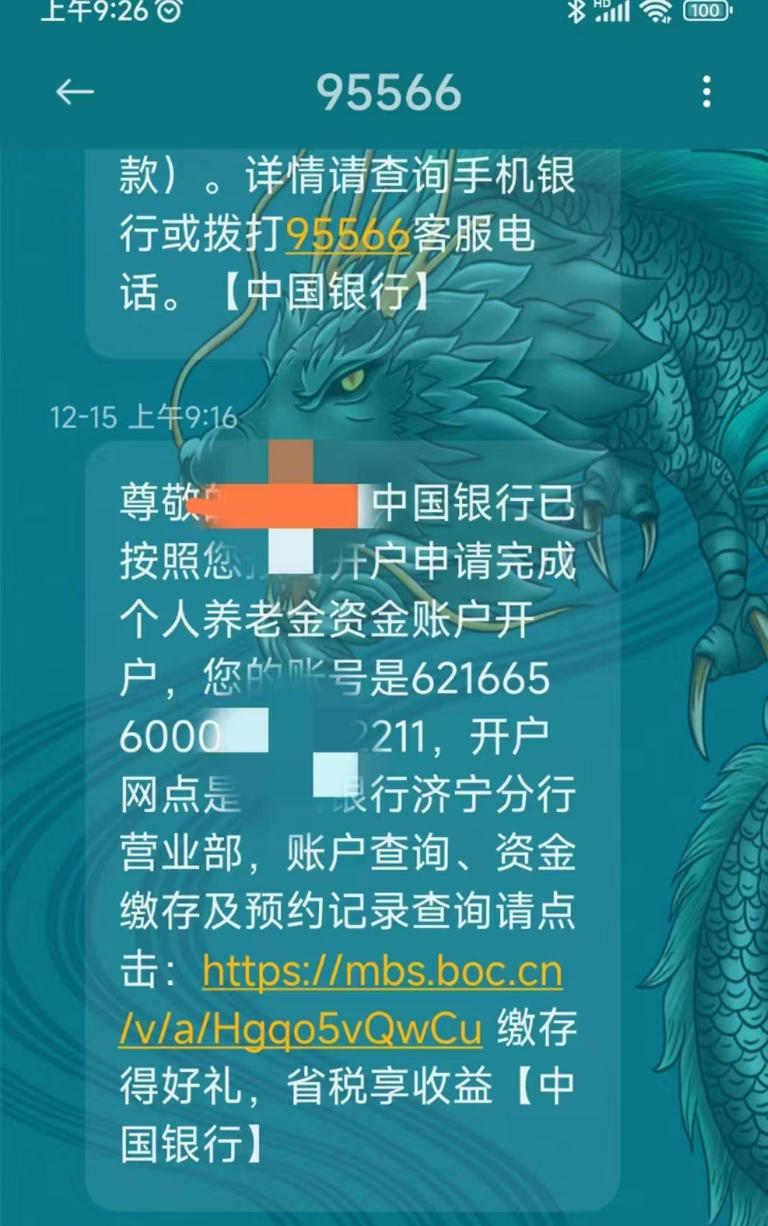 上午9:26
HD
100
95566
款）。详情请查询手机银
行或拨打95566客服电
话。【中国银行】
12-15 上午9:16
尊敬 中国银行已
按照您 开户申请完成
个人养老金资金账户开
户，您的账号是621665
6000 2211，开户
网点是 银行济宁分行
营业部，账户查询、资金
缴存及预约记录查询请点
击：https://mbs.boc.cn
/v/a/Hgqo5vQwCu 缴存
得好礼，省税享收益【中
国银行】